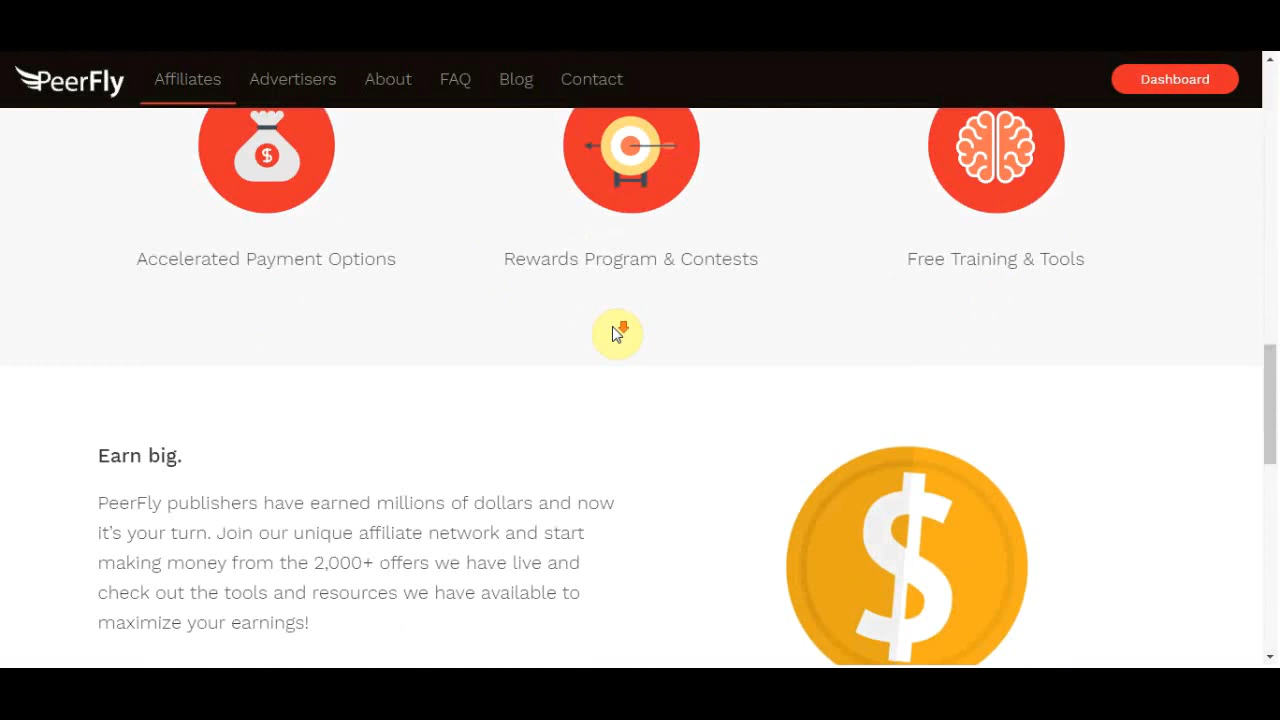 PeerFly Affiliates Advertisers About FAQ Blog Contact Dashboard
$
Accelerated Payment Options Rewards Program & Contests Free Training & Tools
Earn big.
PeerFly publishers have earned millions of dollars and now
it’s your turn. Join our unique affiliate network and start
making money from the 2,000+ offers we have live and
check out the tools and resources we have available to
maximize your earnings!
$